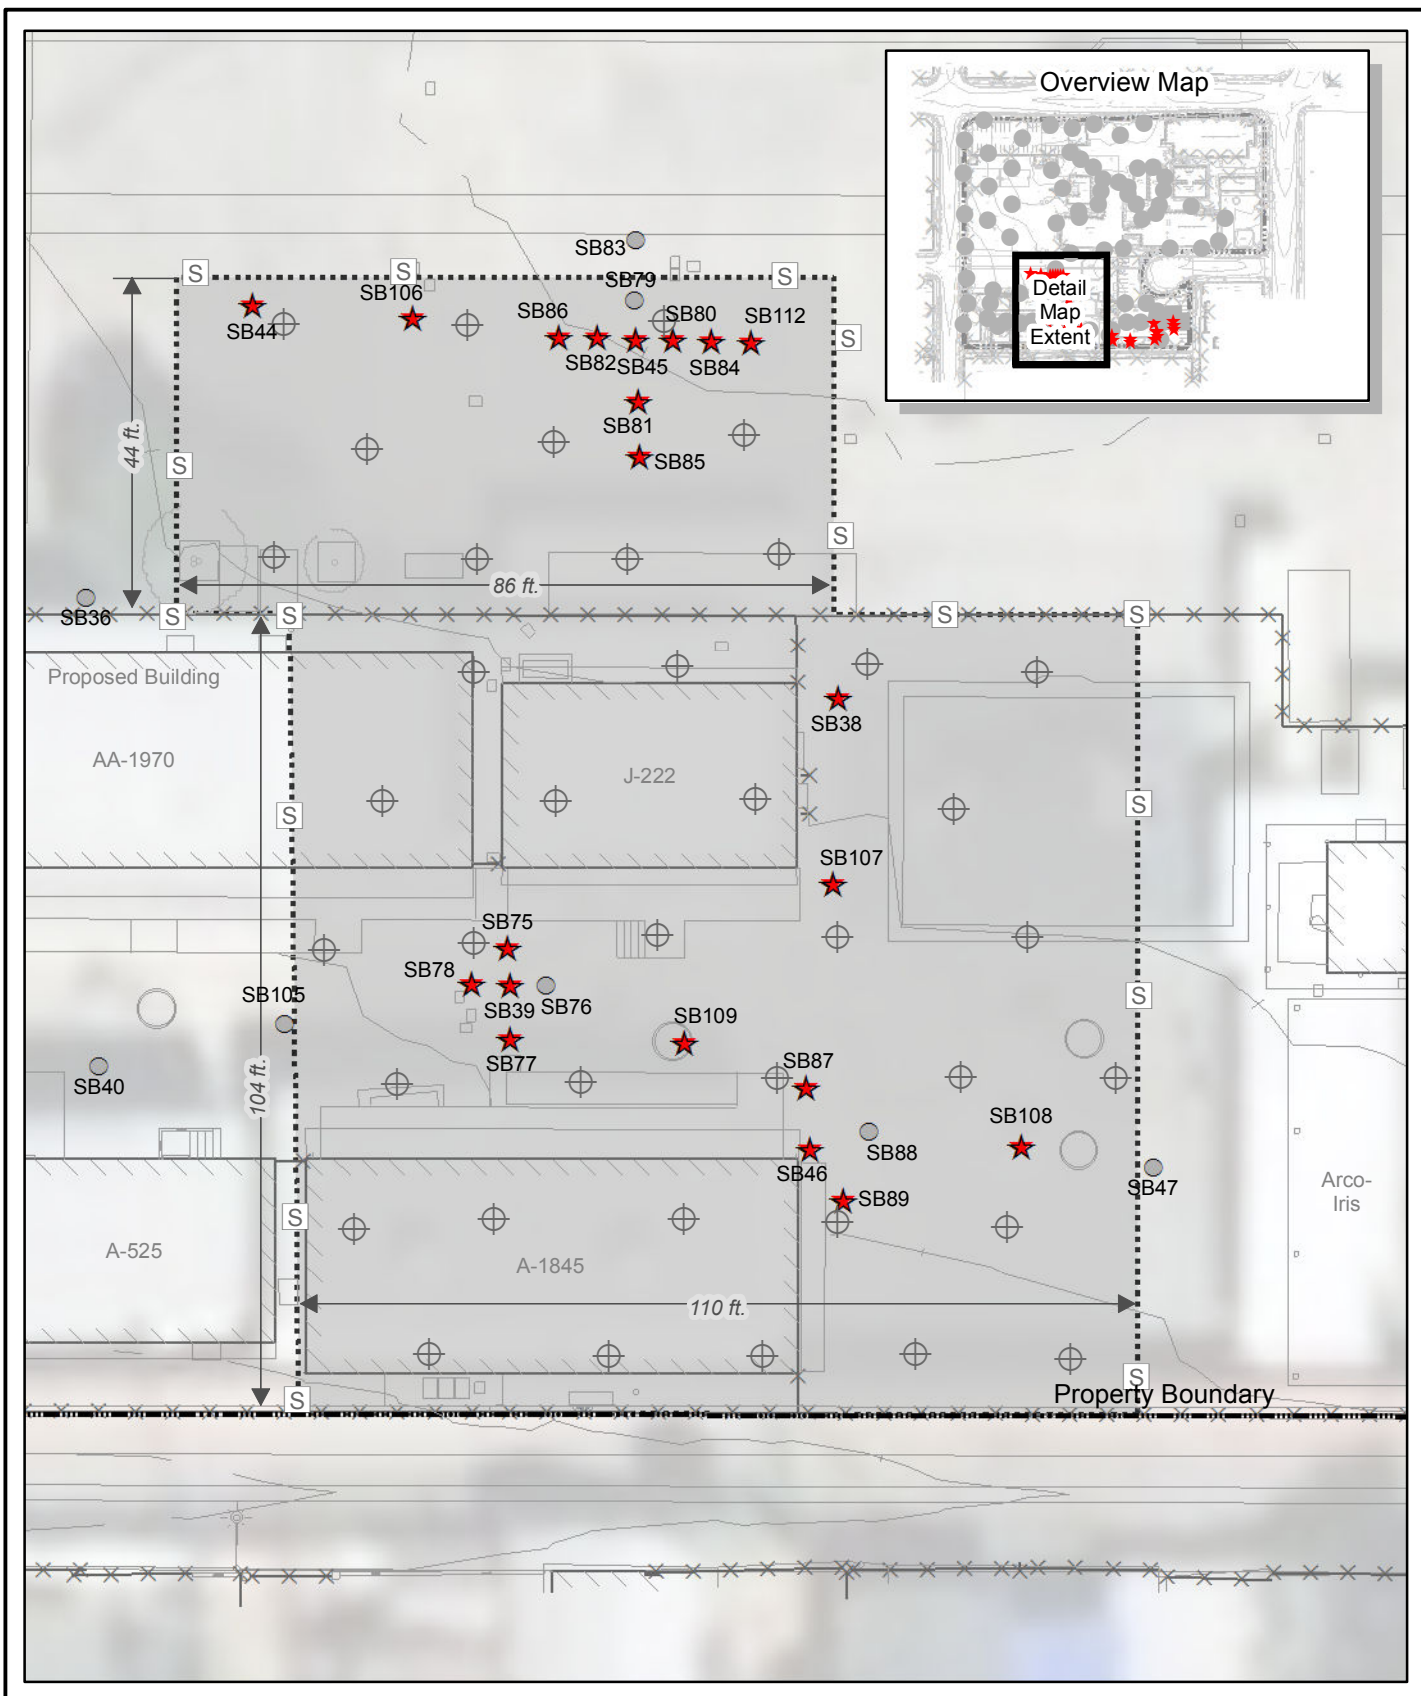 Overview Map
Detail
Map
Extent
SB83
S
S
S
SB79
SB44
SB106
SB86
SB80
SB112
S
SB82
SB45
SB84
SB81
44 ft.
S
SB85
S
86 ft.
SB36
S
S
S
S
Proposed Building
SB38
AA-1970
J-222
S
S
SB107
SB75
SB78
SB105
SB39
SB76
S
SB109
SB77
SB40
SB87
104 ft.
SB108
SB88
SB46
SB47
SB89
Arco-
Iris
S
A-525
A-1845
110 ft.
S
S
Property Boundary